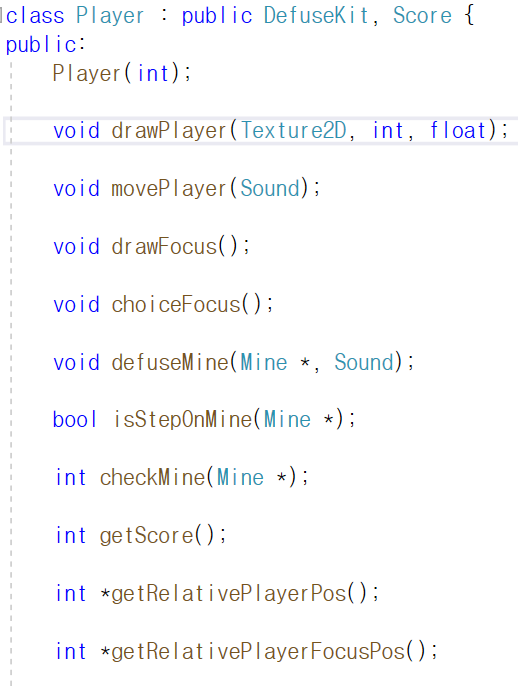 class Player : public DefuseKit, Score {
public:
Player(int);
void drawPlayer(Texture2D, int, float);
void movePlayer(Sound);
void drawFocus();
void choiceFocus();
void defuseMine(Mine *, Sound);
bool isStepOnMine(Mine *);
int checkMine(Mine *);
int getScore();
int *getRelativePlayerPos();
int *getRelativePlayerFocusPos();